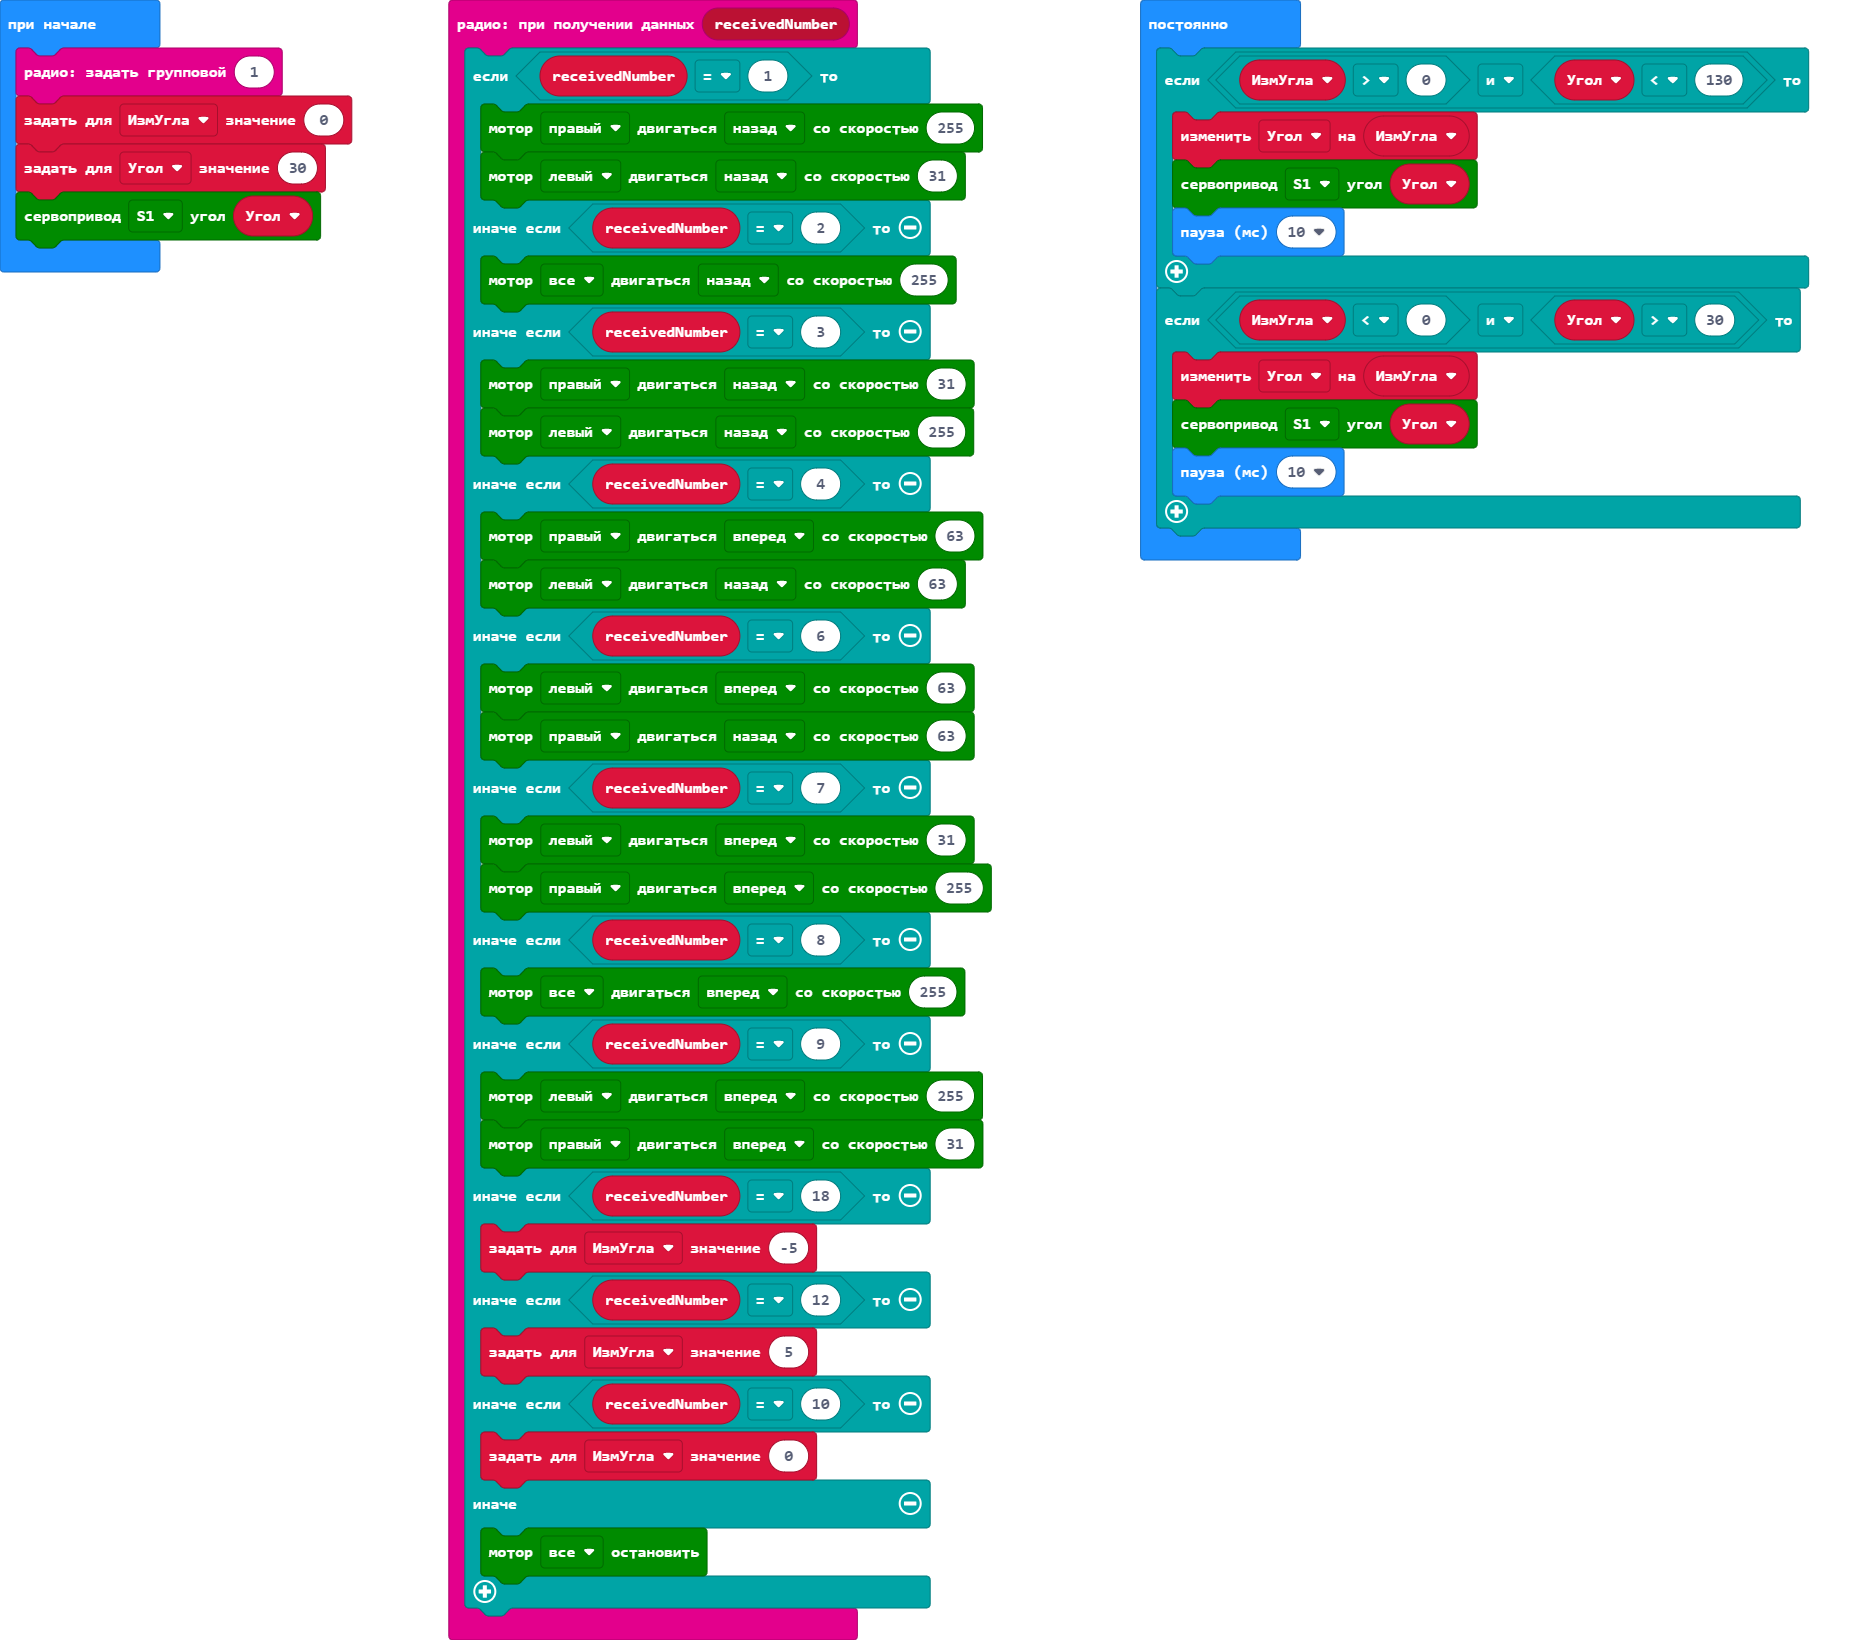 при начале
радио: задать групповой 1
задать для ИзмУгла значение 0
задать для Угол значение 30
сервопривод S1 угол Угол
радио: при получении данных receivedNumber
если receivedNumber = 1 то
мотор правый двигаться назад со скоростью 255
мотор левый двигаться назад со скоростью 31
иначе если receivedNumber = 2 то
мотор все двигаться назад со скоростью 255
иначе если receivedNumber = 3 то
мотор правый двигаться назад со скоростью 31
мотор левый двигаться назад со скоростью 255
иначе если receivedNumber = 4 то
мотор правый двигаться вперед со скоростью 63
мотор левый двигаться назад со скоростью 63
иначе если receivedNumber = 6 то
мотор левый двигаться вперед со скоростью 63
мотор правый двигаться назад со скоростью 63
иначе если receivedNumber = 7 то
мотор левый двигаться вперед со скоростью 31
мотор правый двигаться вперед со скоростью 255
иначе если receivedNumber = 8 то
мотор все двигаться вперед со скоростью 255
иначе если receivedNumber = 9 то
мотор левый двигаться вперед со скоростью 255
мотор правый двигаться вперед со скоростью 31
иначе если receivedNumber = 18 то
задать для ИзмУгла значение -5
иначе если receivedNumber = 12 то
задать для ИзмУгла значение 5
иначе если receivedNumber = 10 то
задать для ИзмУгла значение 0
иначе
мотор все остановить
постоянно
если ИзмУгла > 0 и Угол < 130 то
изменить Угол на ИзмУгла
сервопривод S1 угол Угол
пауза (мс) 10
если ИзмУгла < 0 и Угол > 30 то
изменить Угол на ИзмУгла
сервопривод S1 угол Угол
пауза (мс) 10